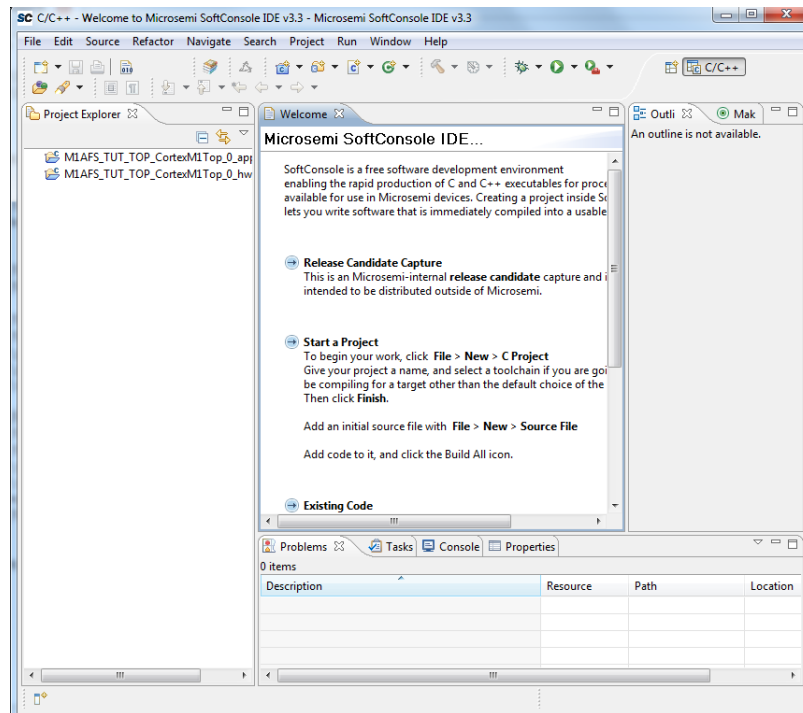 SC C/C++ - Welcome to Microsemi SoftConsole IDE v3.3 - Microsemi SoftConsole IDE v3.3
File Edit Source Refactor Navigate Search Project Run Window Help
010
C/C++
Project Explorer
M1AFS_TUT_TOP_CortexM1Top_0_app
M1AFS_TUT_TOP_CortexM1Top_0_hw
Welcome
Microsemi SoftConsole IDE...
SoftConsole is a free software development environment
enabling the rapid production of C and C++ executables for proce
available for use in Microsemi devices. Creating a project inside So
lets you write software that is immediately compiled into a usable
Release Candidate Capture
This is an Microsemi-internal release candidate capture and i
intended to be distributed outside of Microsemi.
Start a Project
To begin your work, click File > New > C Project
Give your project a name, and select a toolchain if you are goi
be compiling for a target other than the default choice of the
Then click Finish.
Add an initial source file with File > New > Source File
Add code to it, and click the Build All icon.
Existing Code
Outli Mak
An outline is not available.
Problems Tasks Console Properties
0 items
Description Resource Path Location